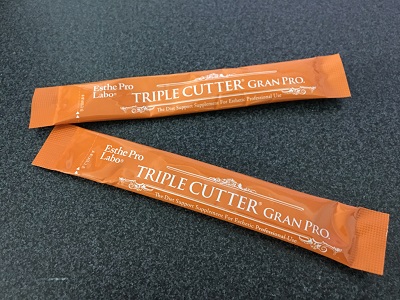 Esthe Pro
Labo®
TRIPLE CUTTER® GRAN PRO.
The Diet Support Supplement For Esthetic Professional Use
Esthe Pro
Labo®
TRIPLE CUTTER® GRAN PRO.
The Diet Support Supplement For Esthetic Professional Use